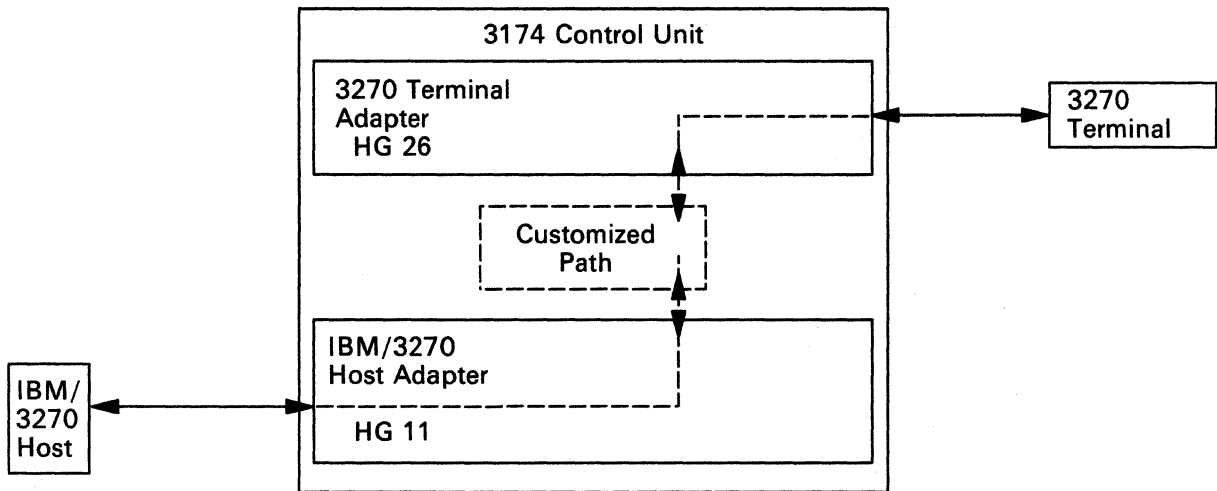 3174 Control Unit
3270 Terminal
Adapter
HG 26
3270
Terminal
Customized
Path
IBM/3270
Host Adapter
HG 11
IBM/
3270
Host